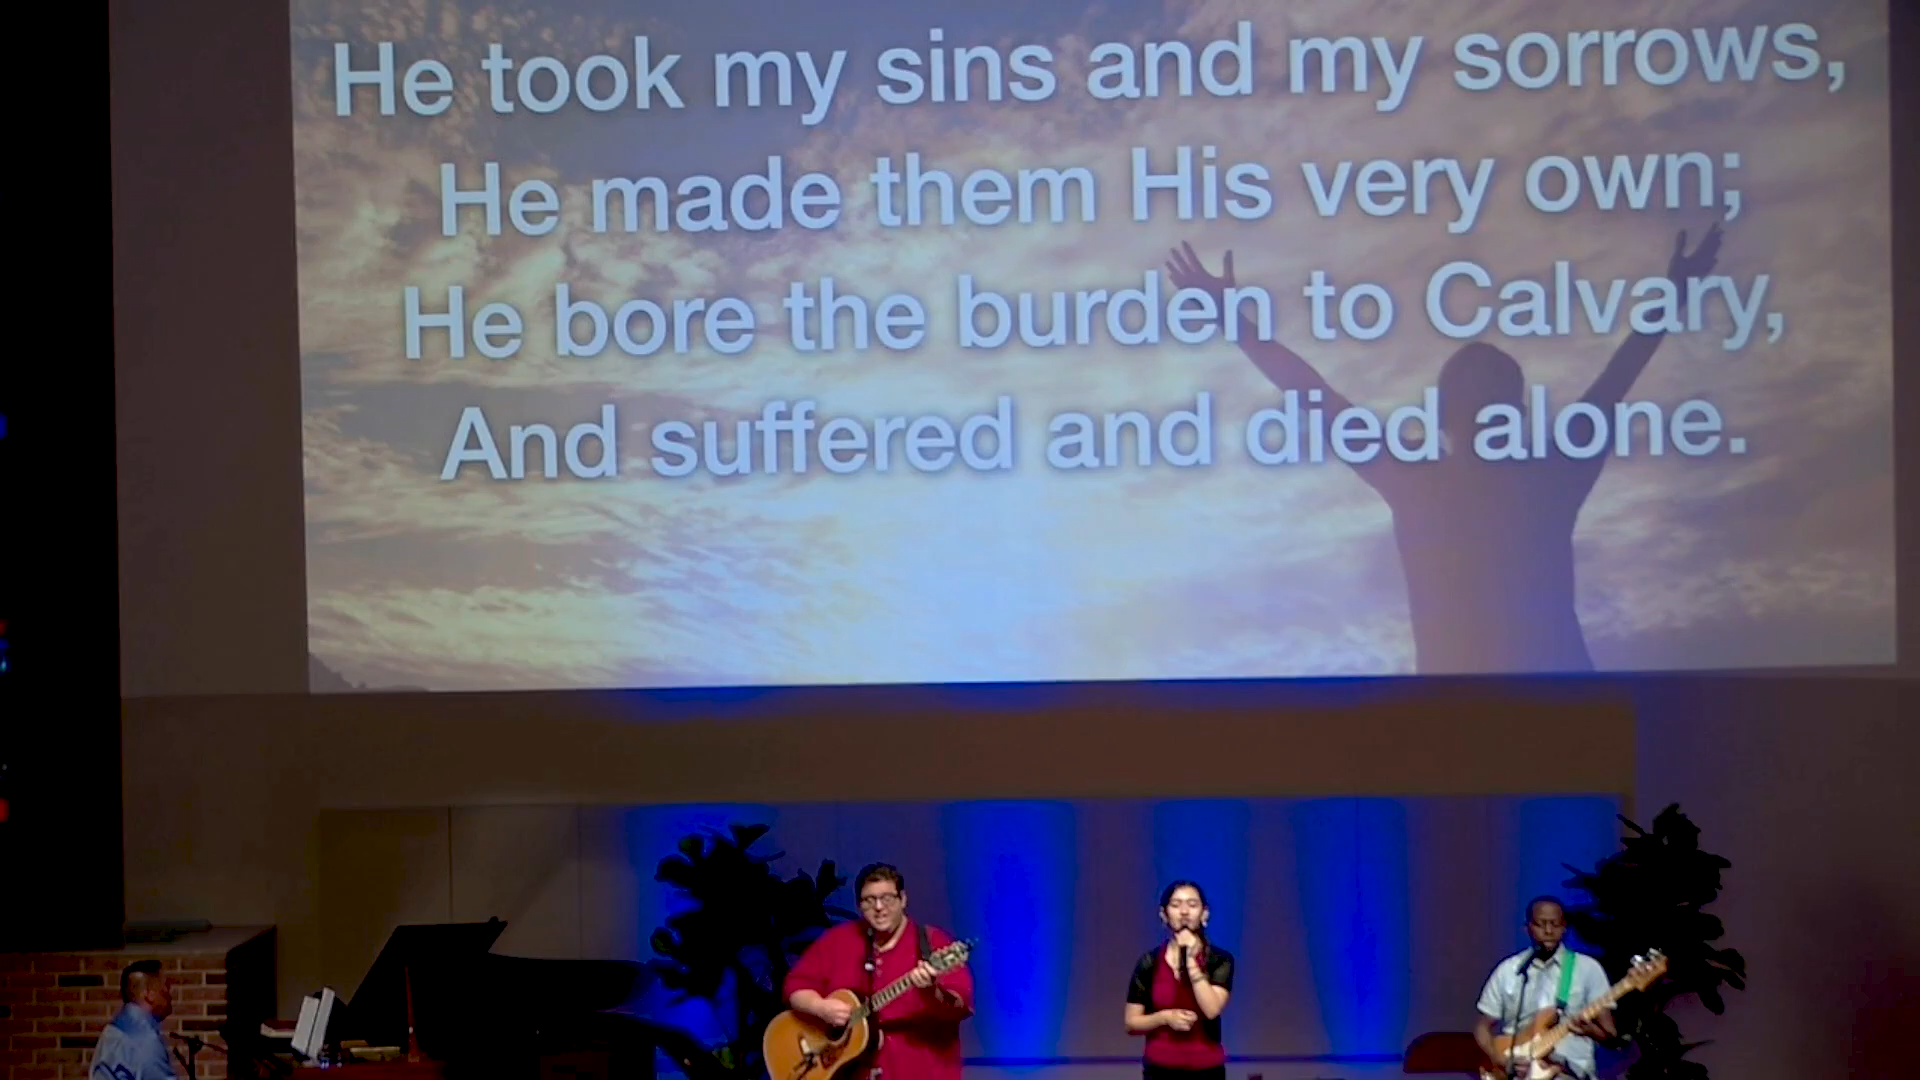 He took my sins and my sorrows,
He made them His very own;
He bore the burden to Calvary,
And suffered and died alone.